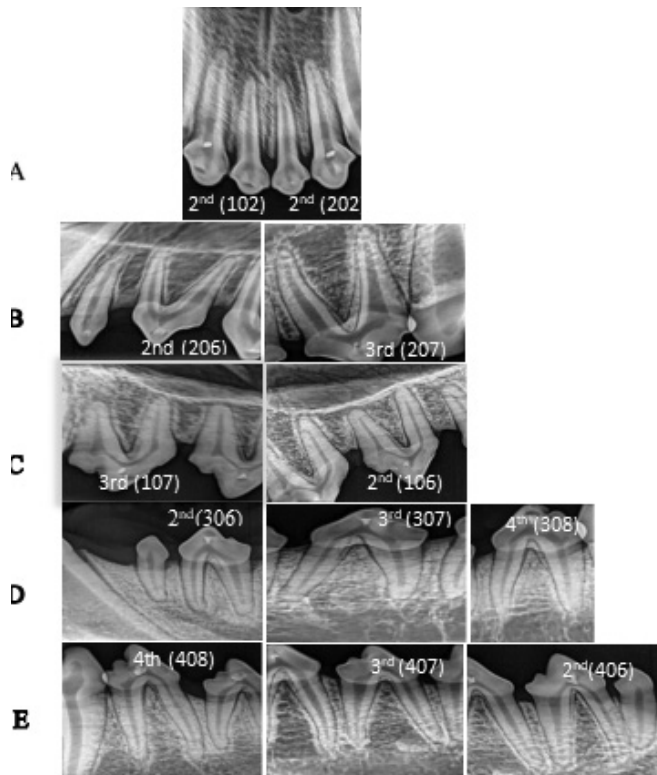 A
2nd (102) 2nd (202
B
2nd (206) 3rd (207)
C
3rd (107) 2nd (106)
D
2nd(306) 3rd (307) 4th (308)
E
4th (408) 3rd (407) 2nd(406)